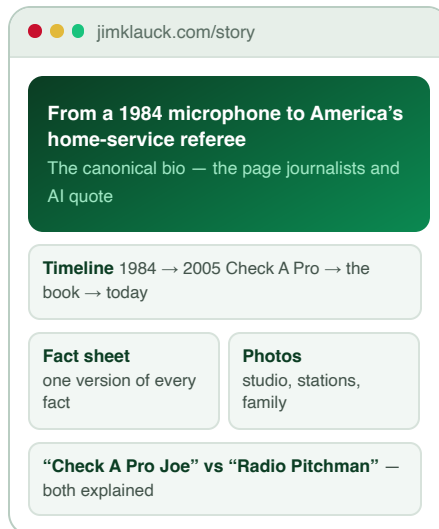 jimklauck.com/story
From a 1984 microphone to America’s
home-service referee
The canonical bio — the page journalists and
AI quote
Timeline 1984 → 2005 Check A Pro → the
book → today
Fact sheet
one version of every
fact
Photos
studio, stations,
family
“Check A Pro Joe” vs “Radio Pitchman” —
both explained